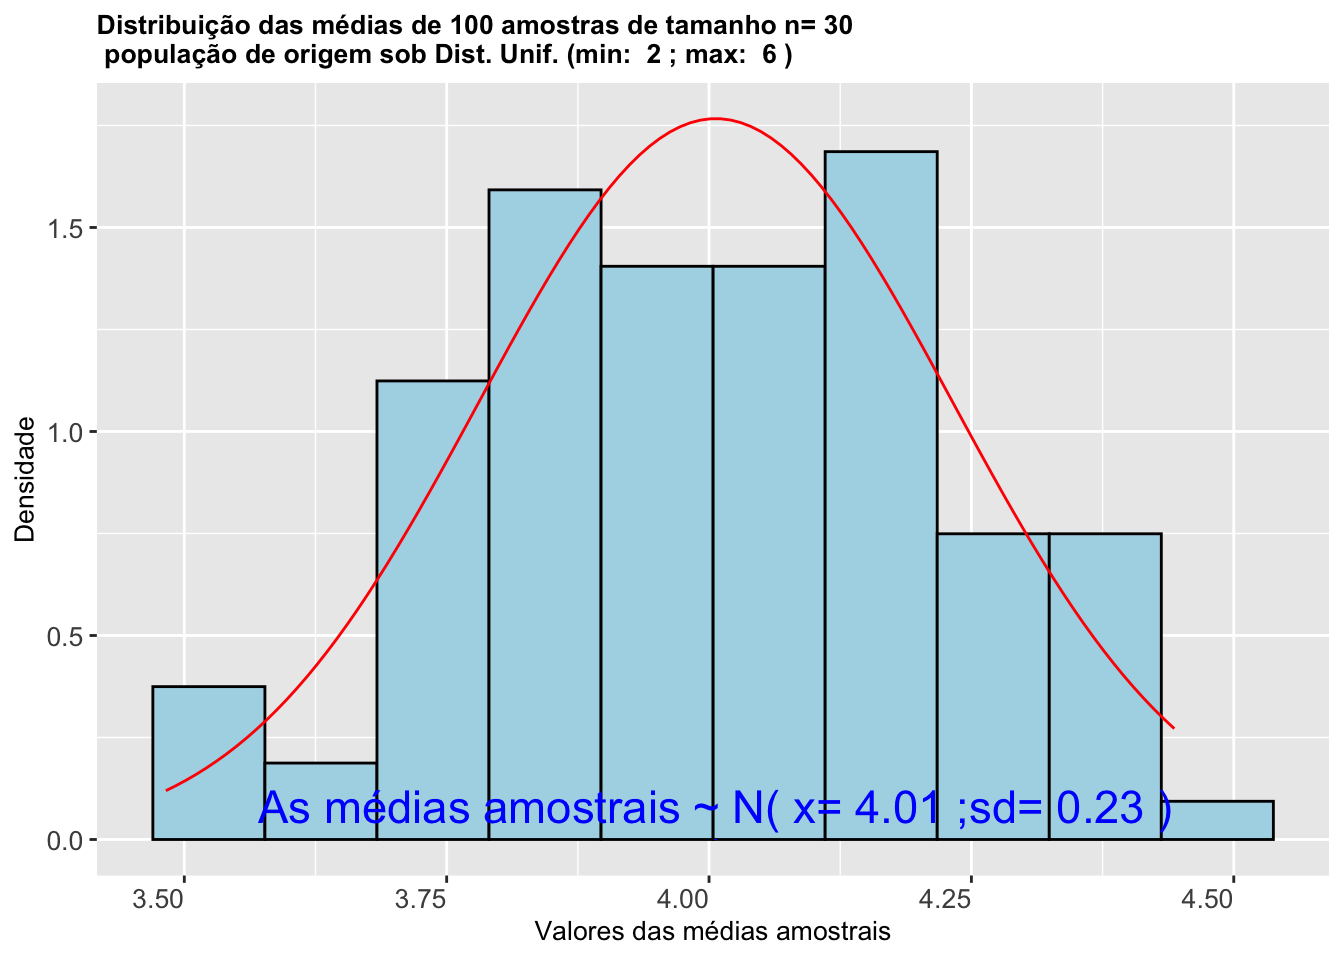 Distribuição das médias de 100 amostras de tamanho n= 30
população de origem sob Dist. Unif. (min:  2 ; max:  6 )
Densidade
1.5
1.0
0.5
0.0
As médias amostrais ~ N( x= 4.01 ;sd= 0.23 )
3.50 3.75 4.00 4.25 4.50
Valores das médias amostrais